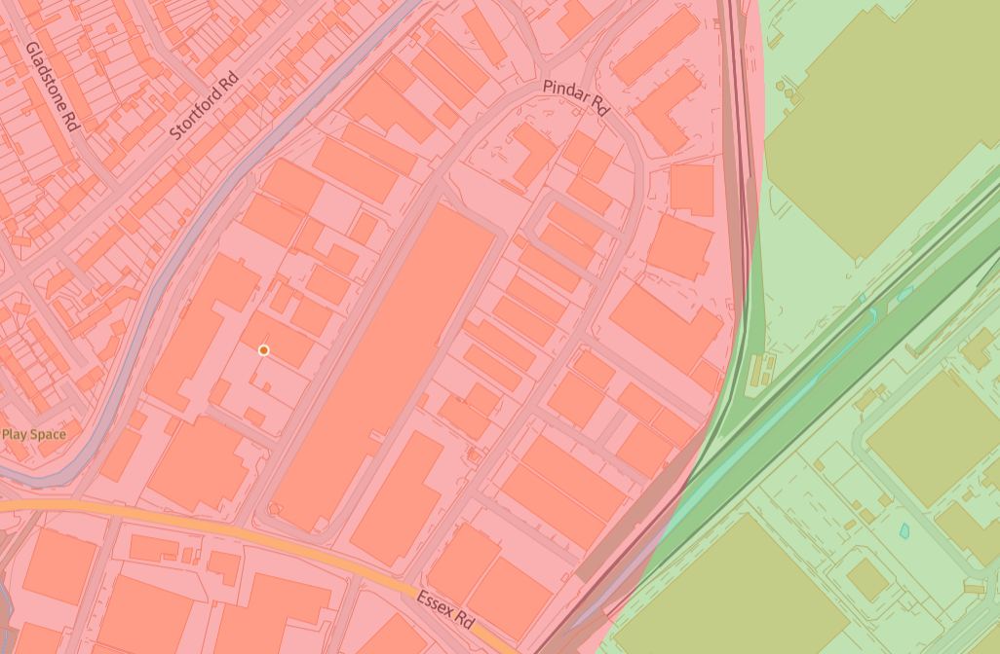 Gladstone Rd
Stortford Rd
Pindar Rd
Play Space
Essex Rd